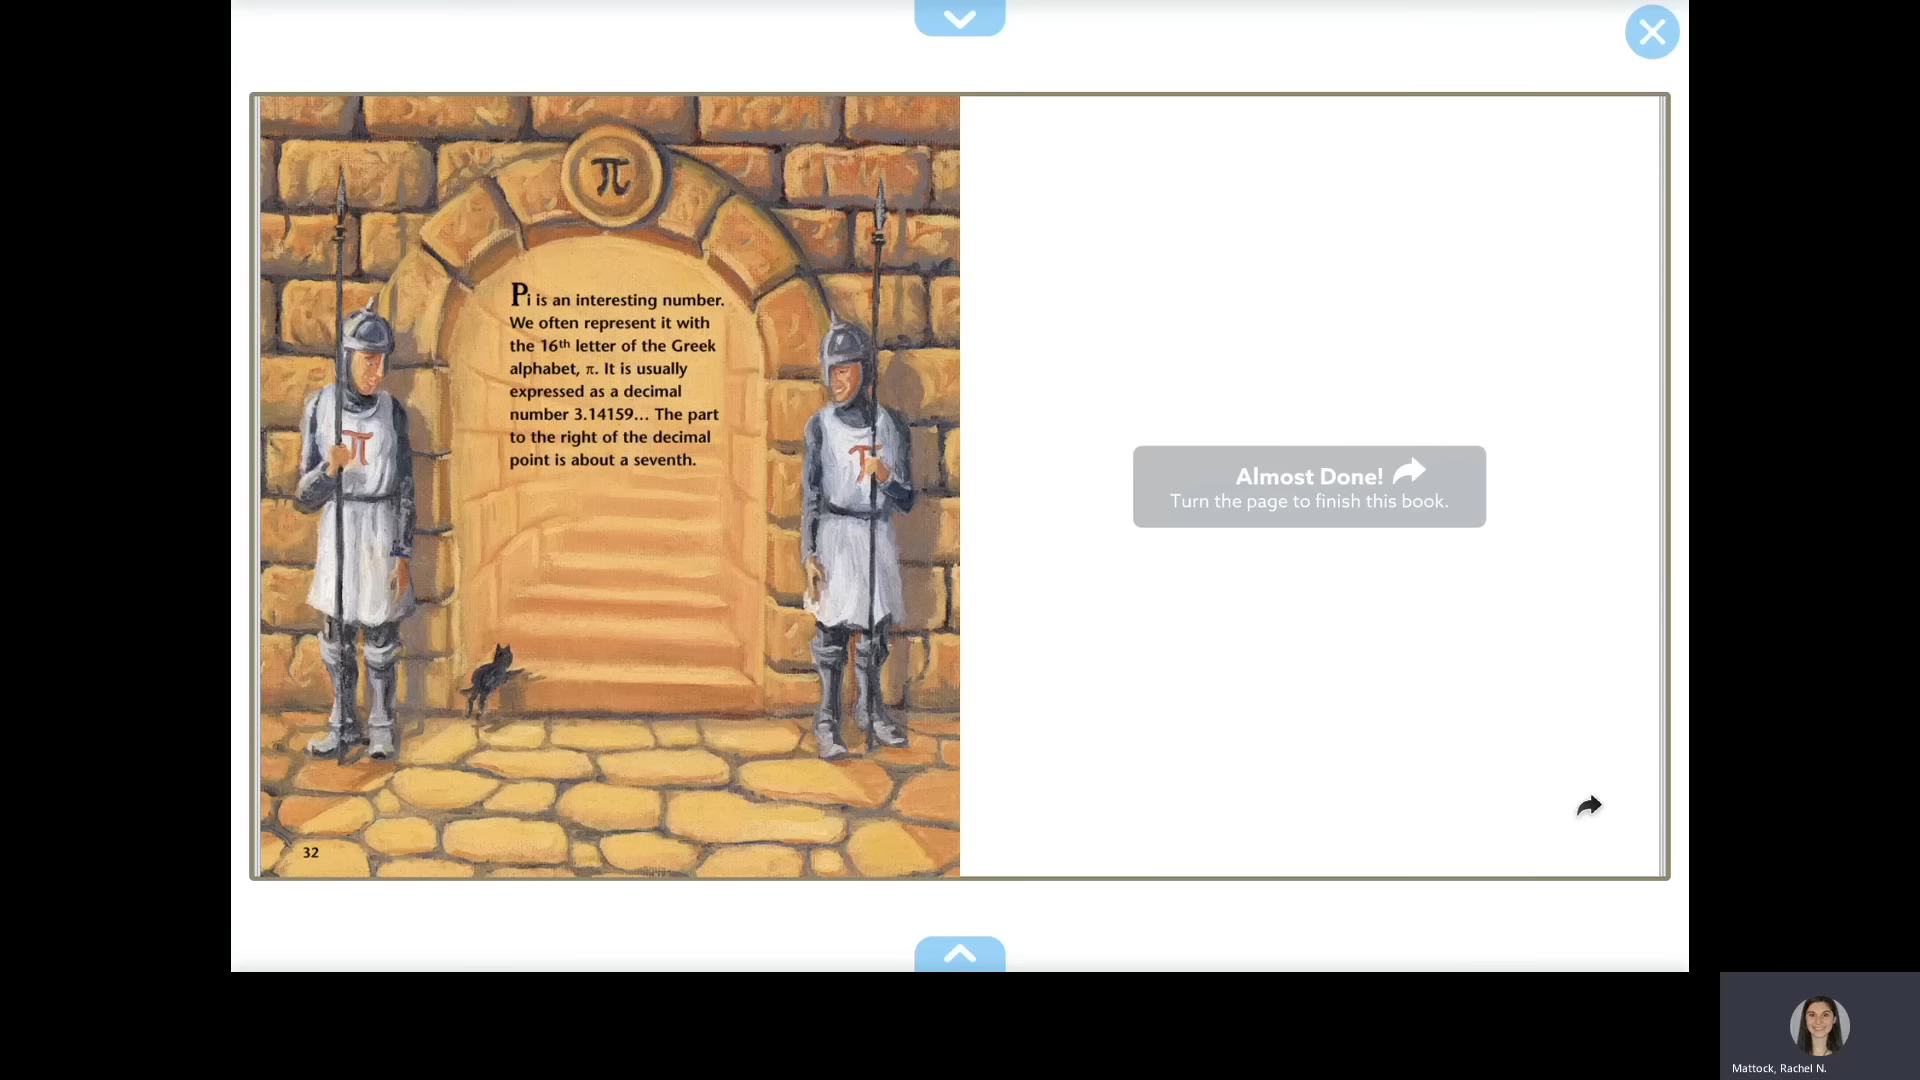 π
Pi is an interesting number.
We often represent it with
the 16th letter of the Greek
alphabet, π. It is usually
expressed as a decimal
number 3.14159... The part
to the right of the decimal
point is about a seventh.
π
π
32
Almost Done!
Turn the page to finish this book.
Mattock, Rachel N.